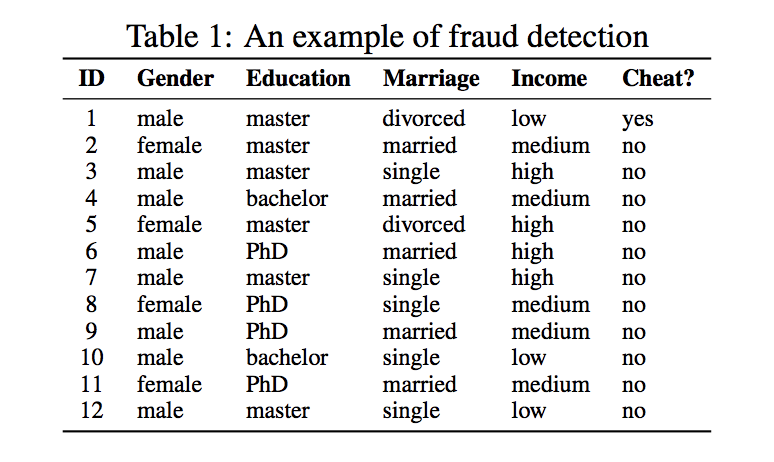 Table 1: An example of fraud detection
ID Gender Education Marriage Income Cheat?
1 male master divorced low yes
2 female master married medium no
3 male master single high no
4 male bachelor married medium no
5 female master divorced high no
6 male PhD married high no
7 male master single high no
8 female PhD single medium no
9 male PhD married medium no
10 male bachelor single low no
11 female PhD married medium no
12 male master single low no